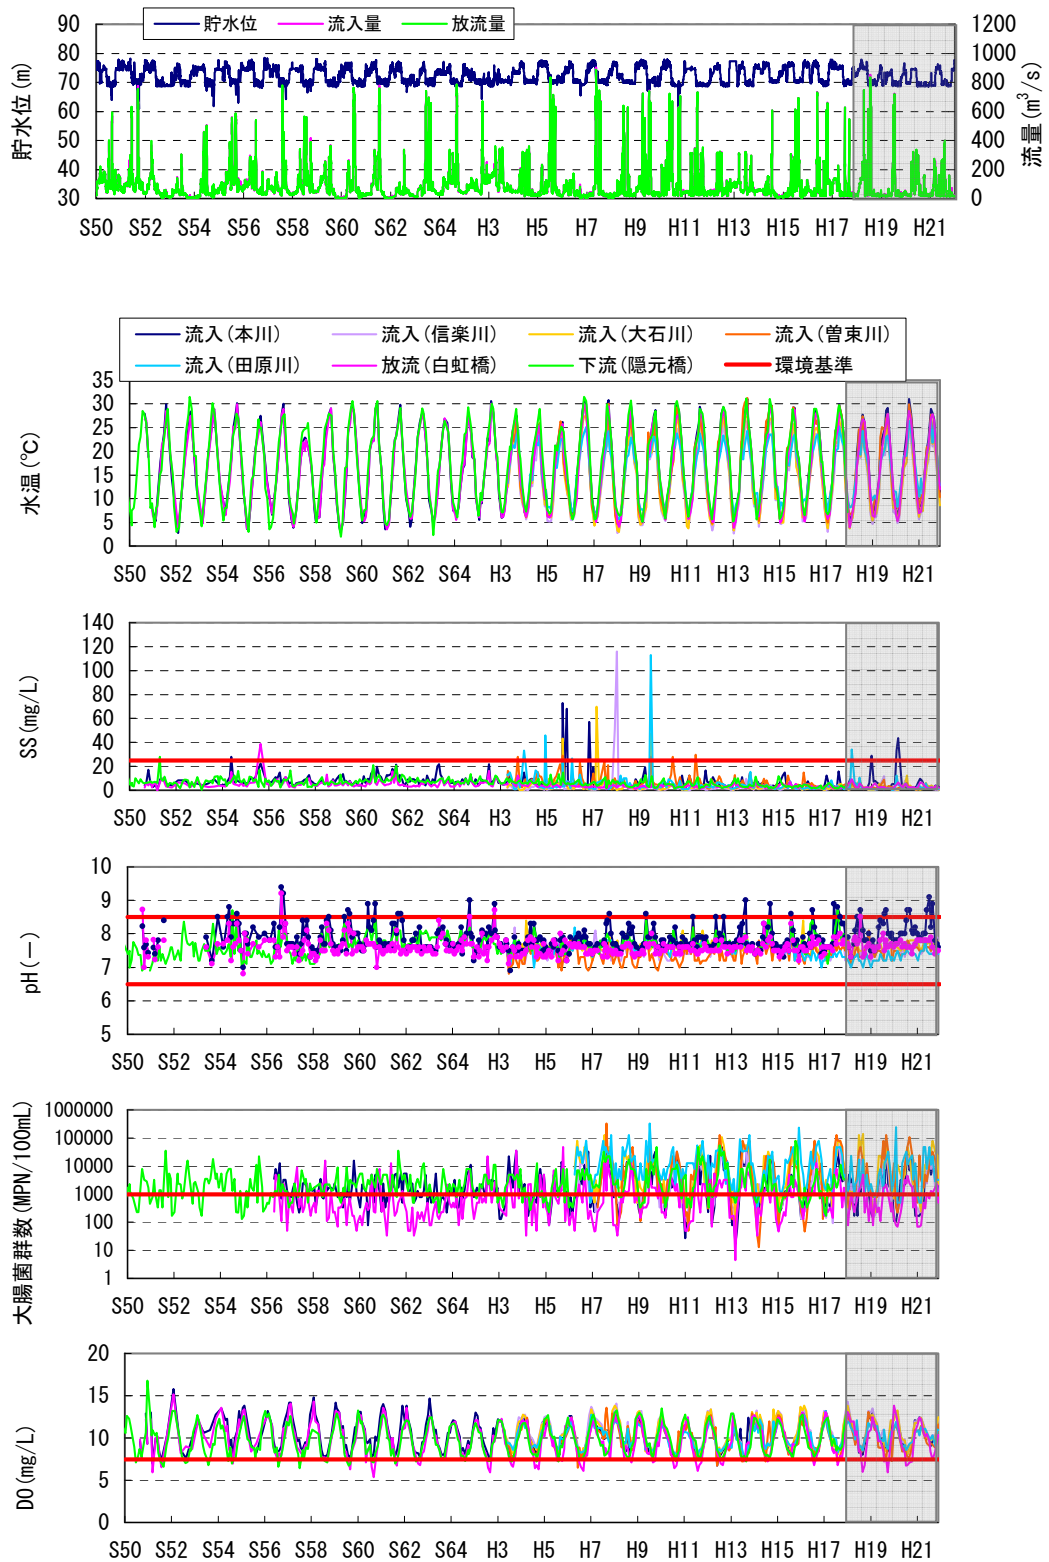 貯水位 流入量 放流量
90 80 70 60 50 40 30
貯水位(m)
1200 1000 800 600 400 200 0
流量(m³/s)
S50 S52 S54 S56 S58 S60 S62 S64 H3 H5 H7 H9 H11 H13 H15 H17 H19 H21
流入(本川) 流入(信楽川) 流入(大石川) 流入(曽束川)
流入(田原川) 放流(白虹橋) 下流(隠元橋) 環境基準
35 30 25 20 15 10 5 0
水温(℃)
S50 S52 S54 S56 S58 S60 S62 S64 H3 H5 H7 H9 H11 H13 H15 H17 H19 H21
140 120 100 80 60 40 20 0
SS(mg/L)
S50 S52 S54 S56 S58 S60 S62 S64 H3 H5 H7 H9 H11 H13 H15 H17 H19 H21
10 9 8 7 6 5
pH(―)
S50 S52 S54 S56 S58 S60 S62 S64 H3 H5 H7 H9 H11 H13 H15 H17 H19 H21
1000000 100000 10000 1000 100 10 1
大腸菌群数(MPN/100mL)
S50 S52 S54 S56 S58 S60 S62 S64 H3 H5 H7 H9 H11 H13 H15 H17 H19 H21
20 15 10 5 0
DO(mg/L)
S50 S52 S54 S56 S58 S60 S62 S64 H3 H5 H7 H9 H11 H13 H15 H17 H19 H21